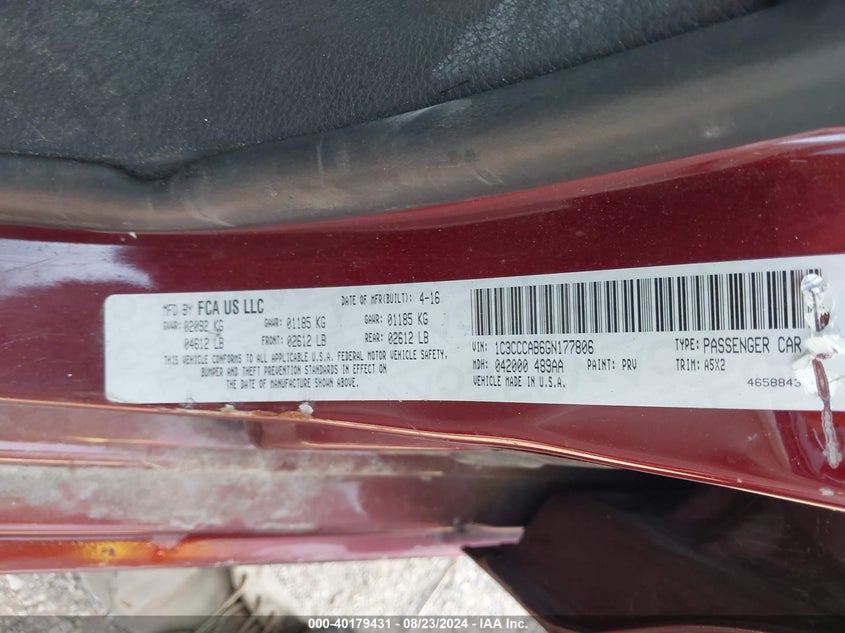 MFD BY FCA US LLC
DATE OF MFR(BUILT): 4-16
GVWR: 02092 KG GAWR: 01185 KG GAWR: 01185 KG
04612 LB FRONT: 02612 LB REAR: 02612 LB
THIS VEHICLE CONFORMS TO ALL APPLICABLE U.S.A. FEDERAL MOTOR VEHICLE SAFETY,
BUMPER AND THEFT PREVENTION STANDARDS IN EFFECT ON
THE DATE OF MANUFACTURE SHOWN ABOVE.
VIN: 1C3CCCAB6GN177806 TYPE: PASSENGER CAR
MDH: 042000 489AA PAINT: PRV TRIM: A5X2
VEHICLE MADE IN U.S.A. 4658843
000-40179431 - 08/23/2024 - IAA Inc.